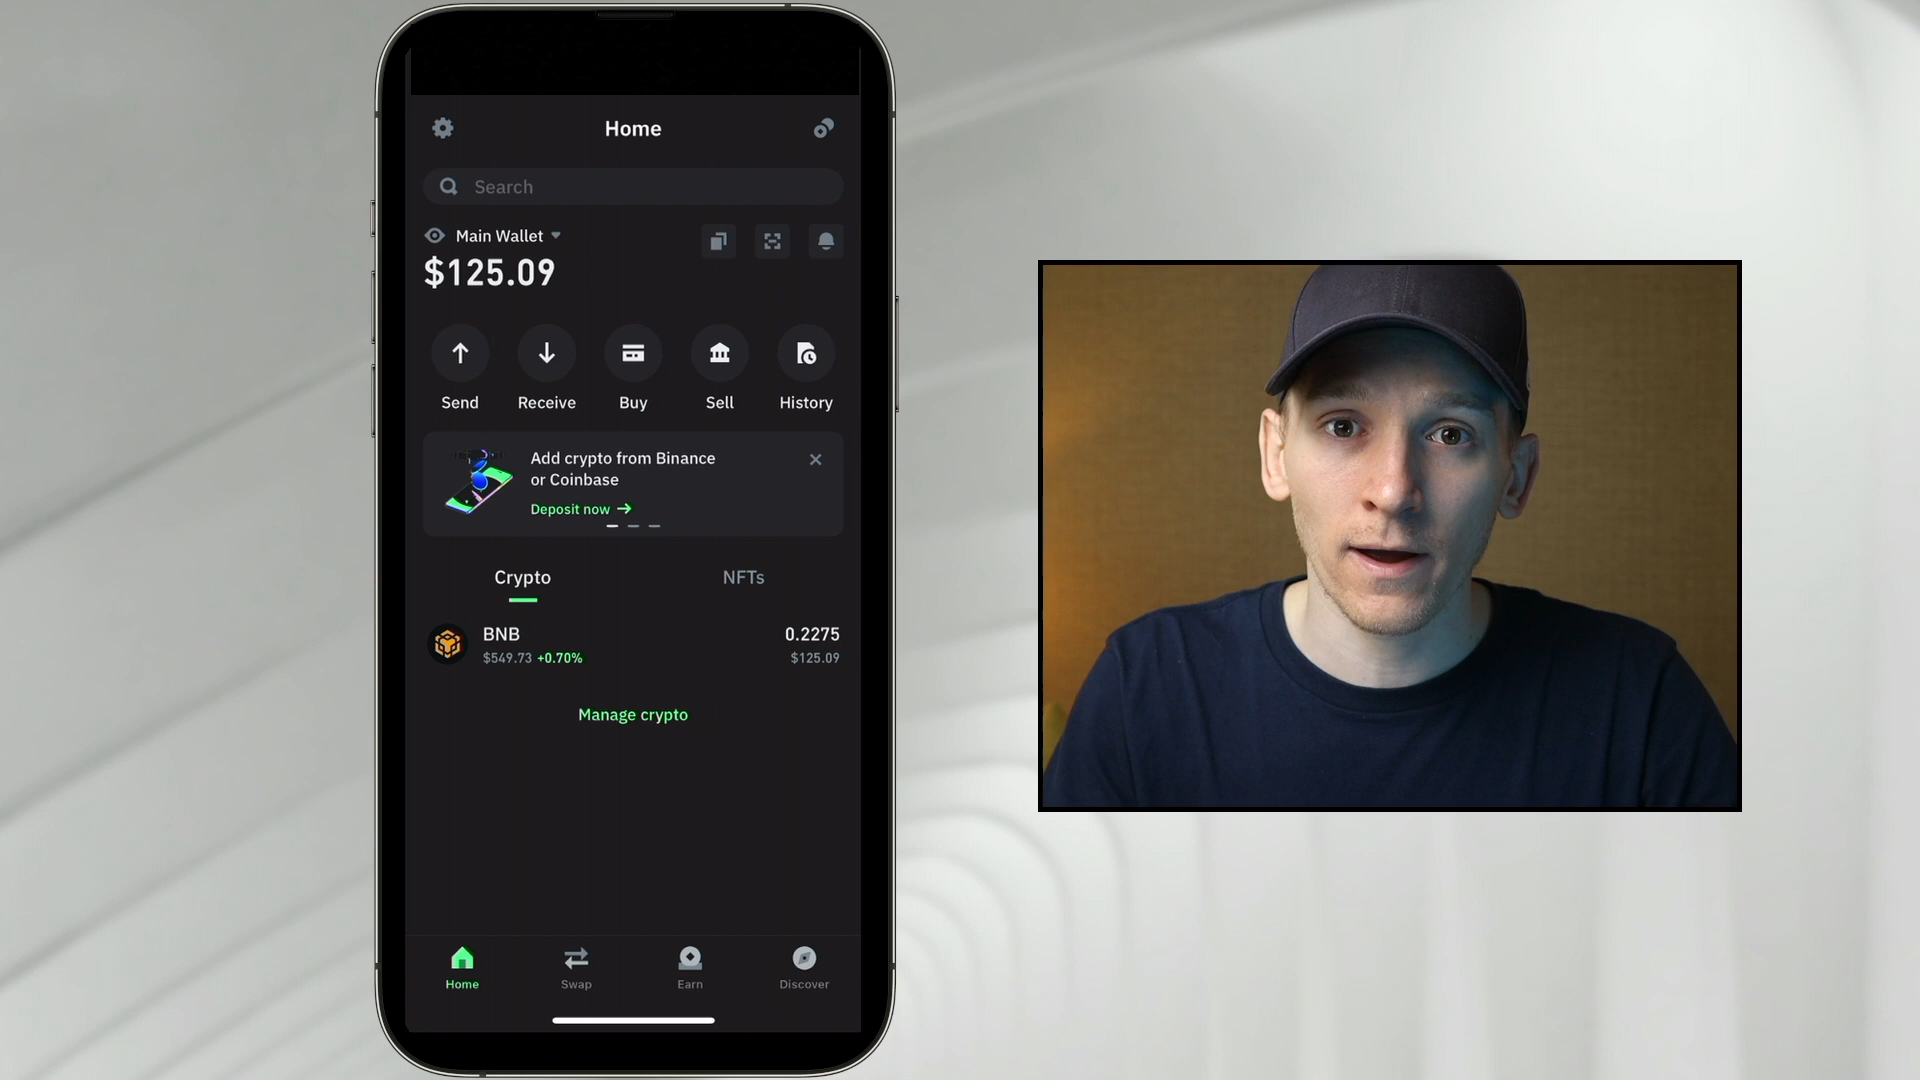 Home
Search
Main Wallet
$125.09
Send
Receive
Buy
Sell
History
Add crypto from Binance
or Coinbase
Deposit now
Crypto
NFTs
BNB
0.2275
$549.73 +0.70%
$125.09
Manage crypto
Home
Swap
Earn
Discover